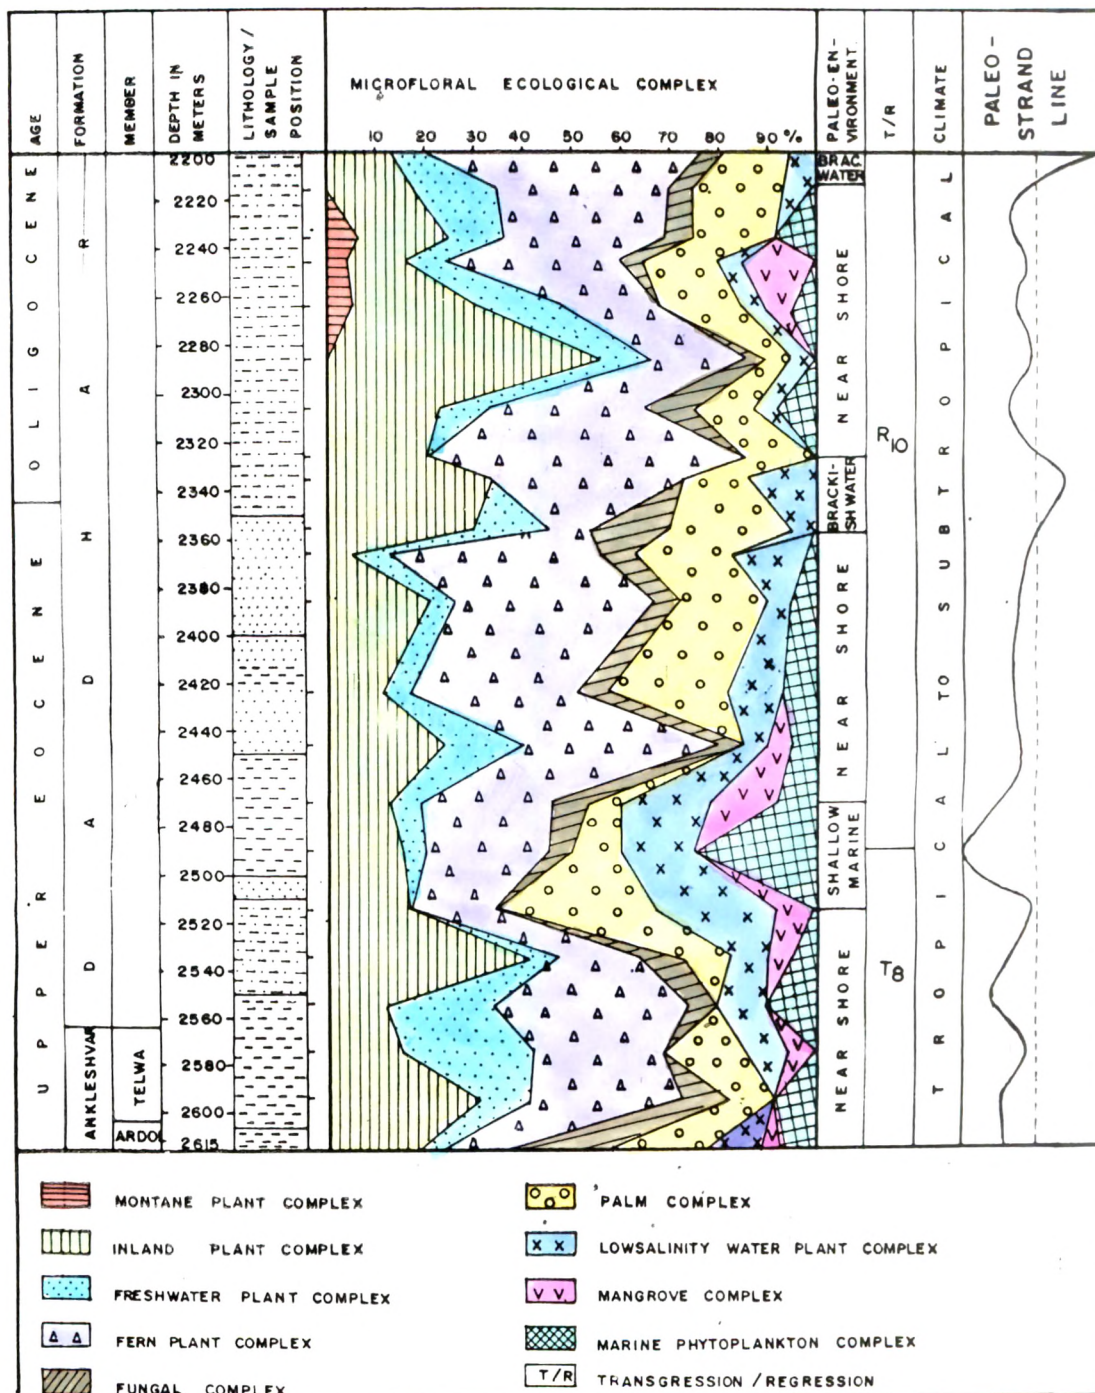 AGE
FORMATION
MEMBER
DEPTH IN
METERS
LITHOLOGY /
SAMPLE
POSITION
MICROFLORAL ECOLOGICAL COMPLEX
10 20 30 40 50 60 70 80 90 %
PALEO-EN-
VIRONMENT
T/R
CLIMATE
PALEO-
STRAND
LINE
OLIGOCENE
UPPER EOCENE
DADHAR
ANKLESHVAR
TELWA
ARDOL
2200
2220
2240
2260
2280
2300
2320
2340
2360
2380
2400
2420
2440
2460
2480
2500
2520
2540
2560
2580
2600
2615
BRAC.
WATER
NEAR SHORE
BRACKI-
SHWATER
NEAR SHORE
SHALLOW
MARINE
NEAR SHORE
R10
T8
TROPICAL TO SUBTROPICAL
MONTANE PLANT COMPLEX
INLAND PLANT COMPLEX
FRESHWATER PLANT COMPLEX
FERN PLANT COMPLEX
FUNGAL COMPLEX
PALM COMPLEX
LOWSALINITY WATER PLANT COMPLEX
MANGROVE COMPLEX
MARINE PHYTOPLANKTON COMPLEX
T/R TRANSGRESSION/REGRESSION